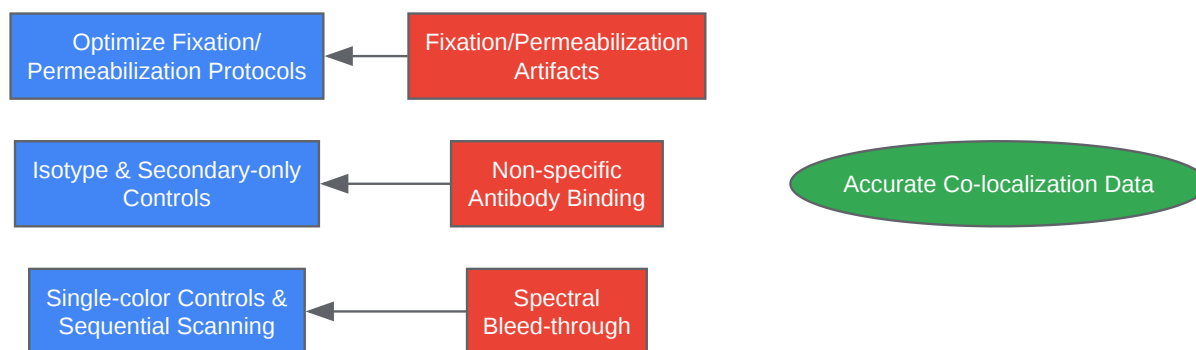 Optimize Fixation/
Permeabilization Protocols
Fixation/Permeabilization
Artifacts
Isotype & Secondary-only
Controls
Non-specific
Antibody Binding
Accurate Co-localization Data
Single-color Controls &
Sequential Scanning
Spectral
Bleed-through